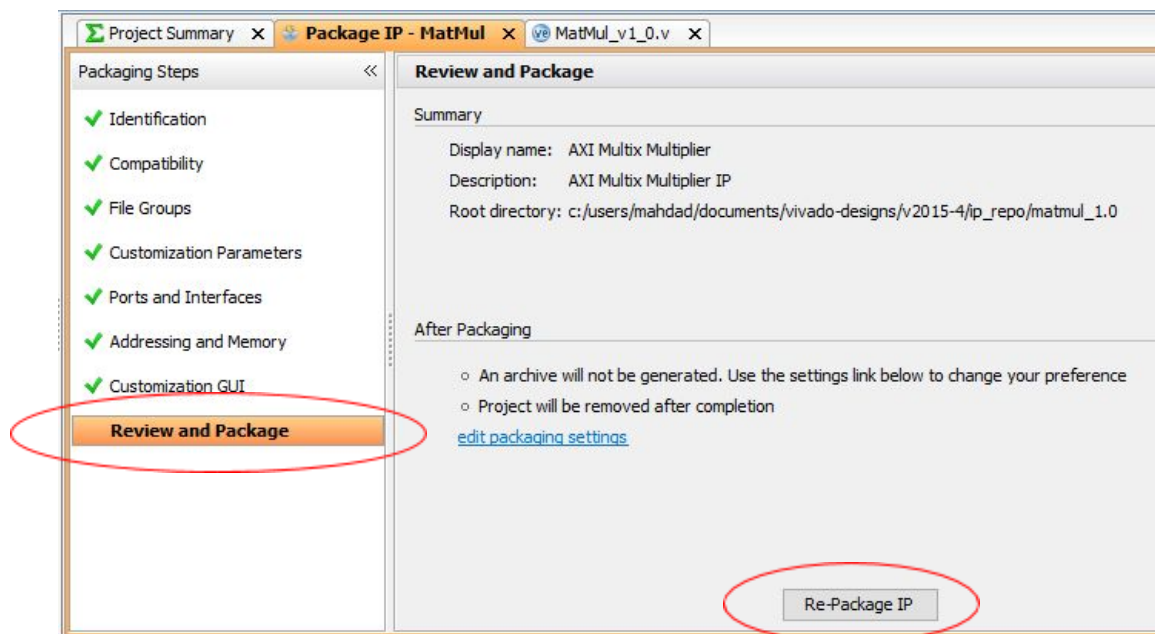 Project Summary X Package IP - MatMul X MatMul_v1_0.v X
Packaging Steps «
Identification
Compatibility
File Groups
Customization Parameters
Ports and Interfaces
Addressing and Memory
Customization GUI
Review and Package
Review and Package
Summary
Display name: AXI Multix Multiplier
Description: AXI Multix Multiplier IP
Root directory: c:/users/mahdad/documents/vivado-designs/v2015-4/ip_repo/matmul_1.0
After Packaging
An archive will not be generated. Use the settings link below to change your preference
Project will be removed after completion
edit packaging settings
Re-Package IP